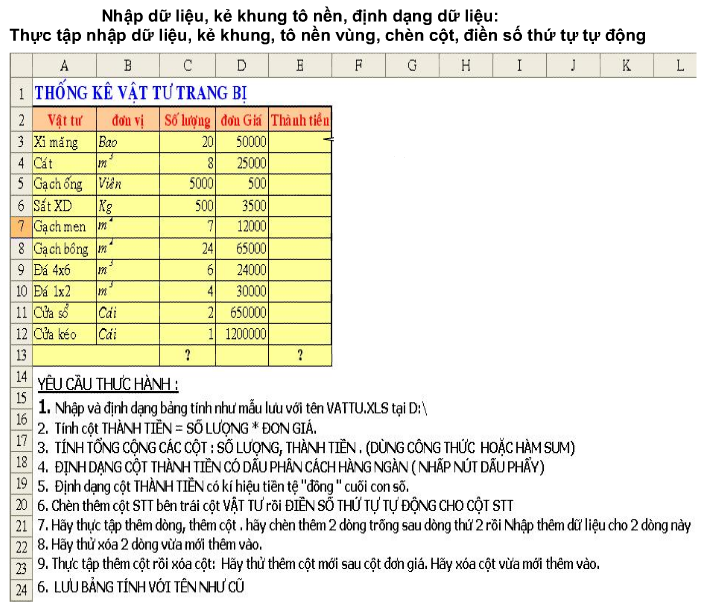 Nhập dữ liệu, kẻ khung tô nền, định dạng dữ liệu:
Thực tập nhập dữ liệu, kẻ khung, tô nền vùng, chèn cột, điền số thứ tự tự động
A B C D E F G H I J K L
1 THỐNG KÊ VẬT TƯ TRANG BỊ
2 Vật tư đơn vị Số lượng đơn Giá Thành tiền
3 Xi măng Bao 20 50000
4 Cát m³ 8 25000
5 Gạch ống Viên 5000 500
6 Sắt XD Kg 500 3500
7 Gạch men m² 7 12000
8 Gạch bông m² 24 65000
9 Đá 4x6 m³ 6 24000
10 Đá 1x2 m³ 4 30000
11 Cửa sổ Cái 2 650000
12 Cửa kéo Cái 1 1200000
13 ? ?
14 YÊU CẦU THỰC HÀNH :
15 1. Nhập và định dạng bảng tính như mẫu lưu với tên VATTU.XLS tại D:\
16 2. Tính cột THÀNH TIỀN = SỐ LƯỢNG * ĐƠN GIÁ.
17 3. TÍNH TỔNG CỘNG CÁC CỘT : SỐ LƯỢNG, THÀNH TIỀN . (DÙNG CÔNG THỨC HOẶC HÀM SUM)
18 4. ĐỊNH DẠNG CỘT THÀNH TIỀN CÓ DẤU PHÂN CÁCH HÀNG NGÀN ( NHẤP NÚT DẤU PHẨY)
19 5. Định dạng cột THÀNH TIỀN có kí hiệu tiền tệ "đồng " cuối con số.
20 6. Chèn thêm cột STT bên trái cột VẬT TƯ rồi ĐIỀN SỐ THỨ TỰ TỰ ĐỘNG CHO CỘT STT
21 7. Hãy thực tập thêm dòng, thêm cột . hãy chèn thêm 2 dòng trống sau dòng thứ 2 rồi Nhập thêm dữ liệu cho 2 dòng này
22 8. Hãy thử xóa 2 dòng vừa mới thêm vào.
23 9. Thực tập thêm cột rồi xóa cột: Hãy thử thêm cột mới sau cột đơn giá. Hãy xóa cột vừa mới thêm vào.
24 6. LƯU BẢNG TÍNH VỚI TÊN NHƯ CŨ